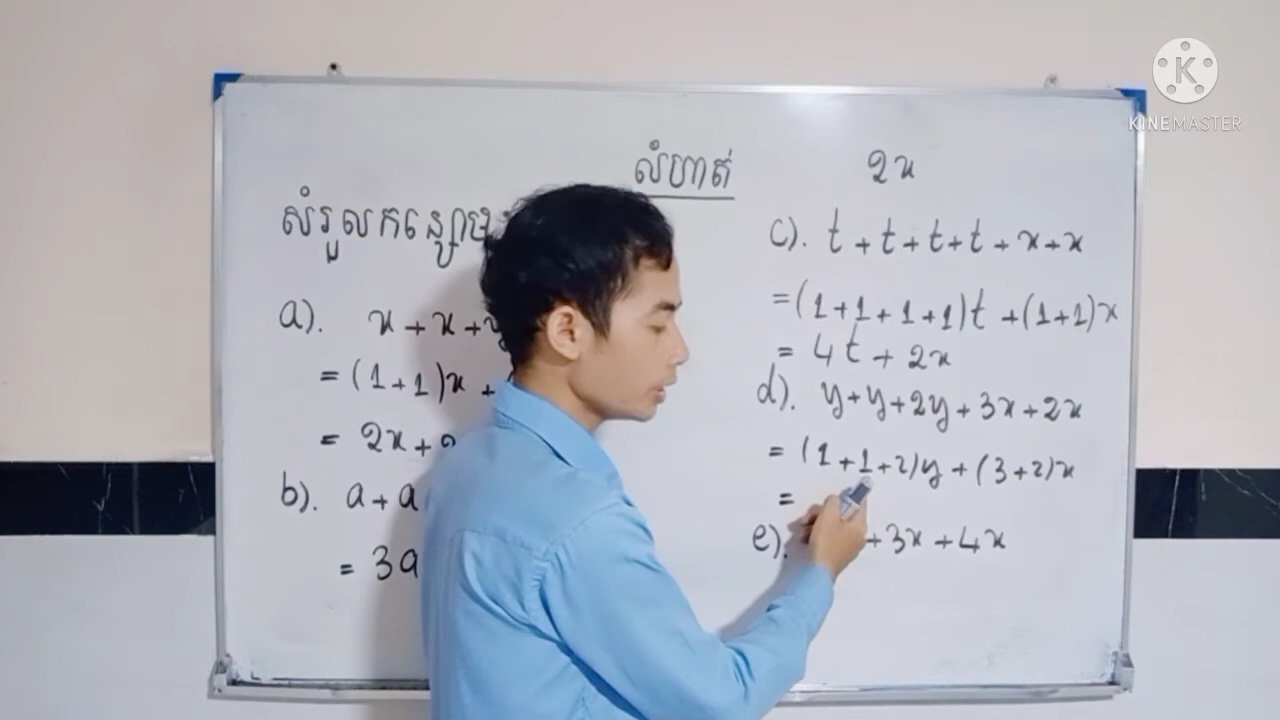 លំហាត់
សំរួលកន្សោម
a). x + x +
= (1+1)x +
= 2x +
b). a + a
= 3a
2x
c). t + t + t + t + x + x
= (1+1+1+1)t + (1+1)x
= 4t + 2x
d). y + y + 2y + 3x + 2x
= (1+1+2)y + (3+2)x
=
e). +3x + 4x
K
KINEMASTER